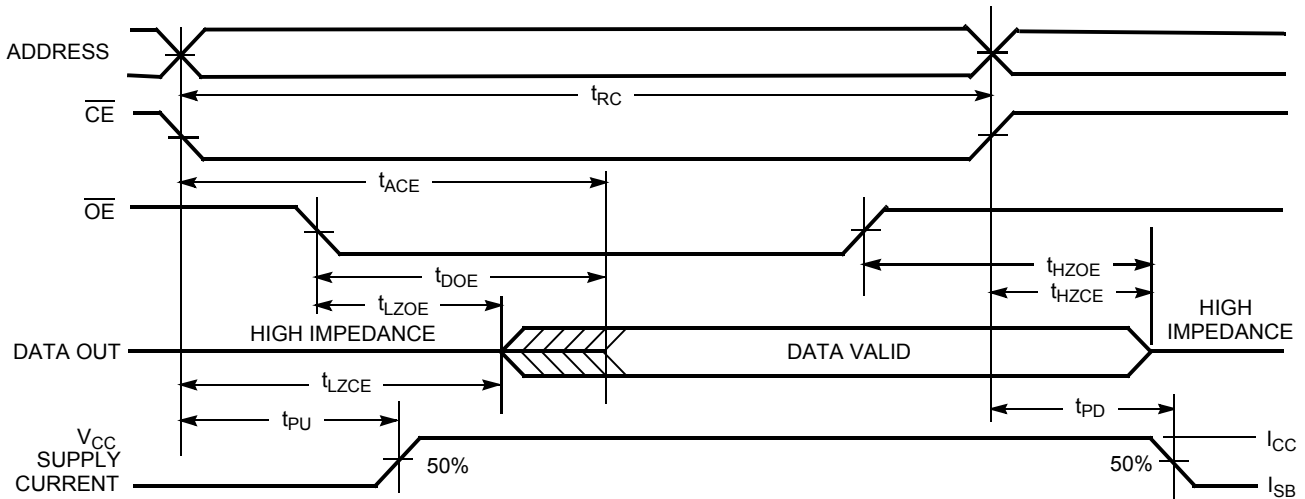 ADDRESS
tRC
CE
tACE
OE
tDOE
tHZOE
tLZOE
tHZCE
HIGH IMPEDANCE
HIGH
IMPEDANCE
DATA OUT
DATA VALID
tLZCE
tPU
tPD
VCC
SUPPLY
CURRENT
50%
50%
ICC
ISB